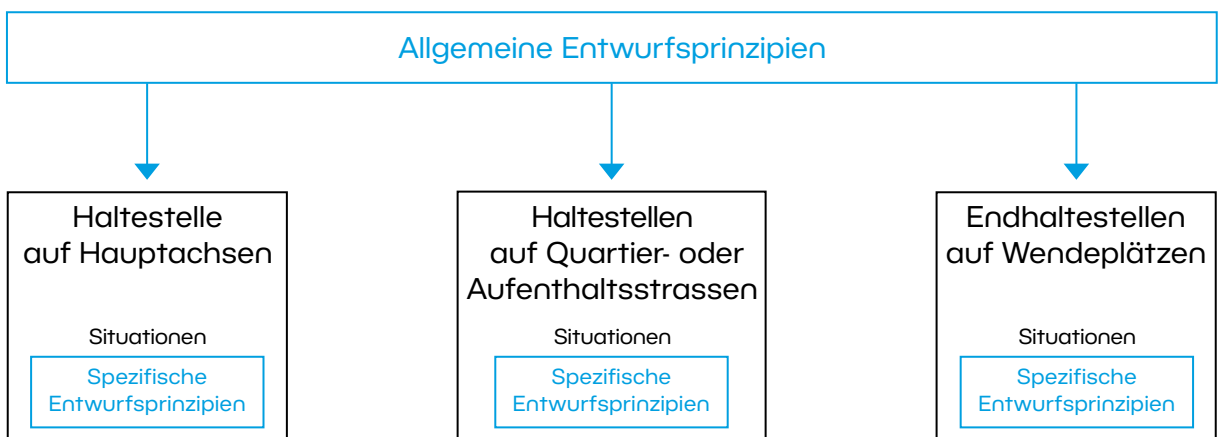 Allgemeine Entwurfsprinzipien
Haltestelle
auf Hauptachsen
Situationen
Spezifische
Entwurfsprinzipien
Haltestellen
auf Quartier- oder
Aufenthaltsstrassen
Situationen
Spezifische
Entwurfsprinzipien
Endhaltestellen
auf Wendeplätzen
Situationen
Spezifische
Entwurfsprinzipien